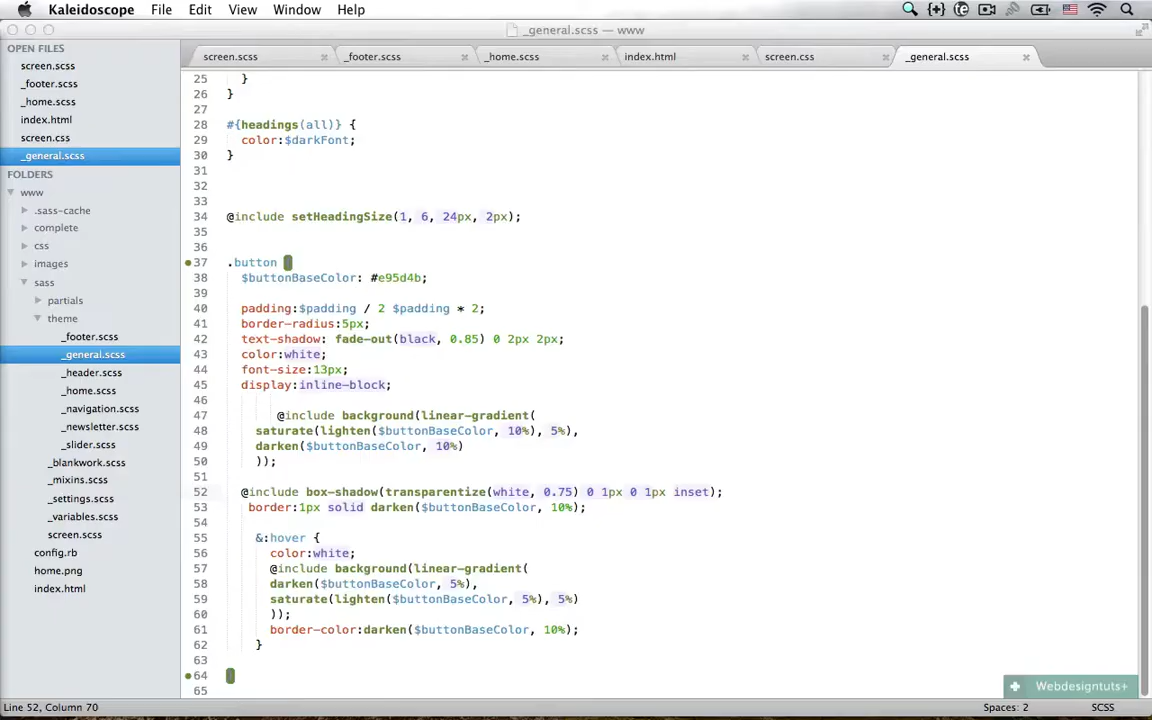 Kaleidoscope File Edit View Window Help
_general.scss — www
OPEN FILES
screen.scss
_footer.scss
_home.scss
index.html
screen.css
_general.scss
FOLDERS
www
.sass-cache
complete
css
images
sass
partials
theme
_footer.scss
_general.scss
_header.scss
_home.scss
_navigation.scss
_newsletter.scss
_slider.scss
_blankwork.scss
_mixins.scss
_settings.scss
_variables.scss
screen.scss
config.rb
home.png
index.html
screen.scss _footer.scss _home.scss index.html screen.css _general.scss
25 }
26 }
27
28 #{headings(all)} {
29 color:$darkFont;
30 }
31
32
33
34 @include setHeadingSize(1, 6, 24px, 2px);
35
36
37 .button {
38 $buttonBaseColor: #e95d4b;
39
40 padding:$padding / 2 $padding * 2;
41 border-radius:5px;
42 text-shadow: fade-out(black, 0.85) 0 2px 2px;
43 color:white;
44 font-size:13px;
45 display:inline-block;
46
47 @include background(linear-gradient(
48 saturate(lighten($buttonBaseColor, 10%), 5%),
49 darken($buttonBaseColor, 10%)
50 ));
51
52 @include box-shadow(transparentize(white, 0.75) 0 1px 0 1px inset);
53 border:1px solid darken($buttonBaseColor, 10%);
54
55 &:hover {
56 color:white;
57 @include background(linear-gradient(
58 darken($buttonBaseColor, 5%),
59 saturate(lighten($buttonBaseColor, 5%), 5%)
60 ));
61 border-color:darken($buttonBaseColor, 10%);
62 }
63
64 }
65
Webdesigntuts+
Line 52, Column 70 Spaces: 2 SCSS